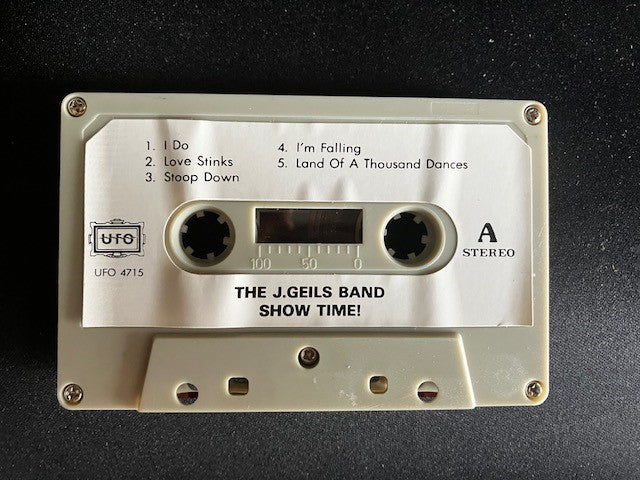 1. I Do
2. Love Stinks
3. Stoop Down
4. I'm Falling
5. Land Of A Thousand Dances
UFO
UFO 4715
100 50 0
A
STEREO
THE J.GEILS BAND
SHOW TIME!